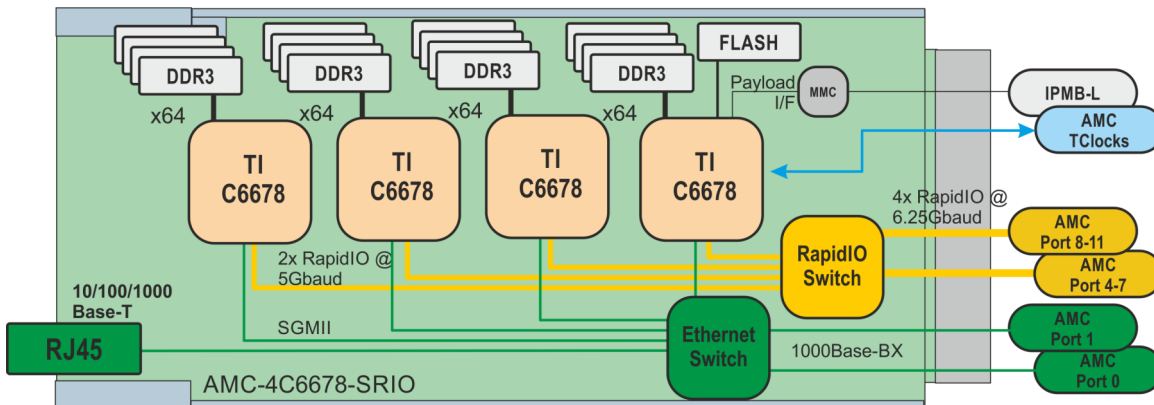 DDR3
DDR3
DDR3
DDR3
FLASH
x64
x64
x64
x64
Payload
I/F
MMC
IPMB-L
AMC
TClocks
TI
C6678
TI
C6678
TI
C6678
TI
C6678
4x RapidIO @
6.25Gbaud
2x RapidIO @
5Gbaud
RapidIO
Switch
AMC
Port 8-11
AMC
Port 4-7
10/100/1000
Base-T
RJ45
SGMII
Ethernet
Switch
1000Base-BX
AMC
Port 1
AMC
Port 0
AMC-4C6678-SRIO